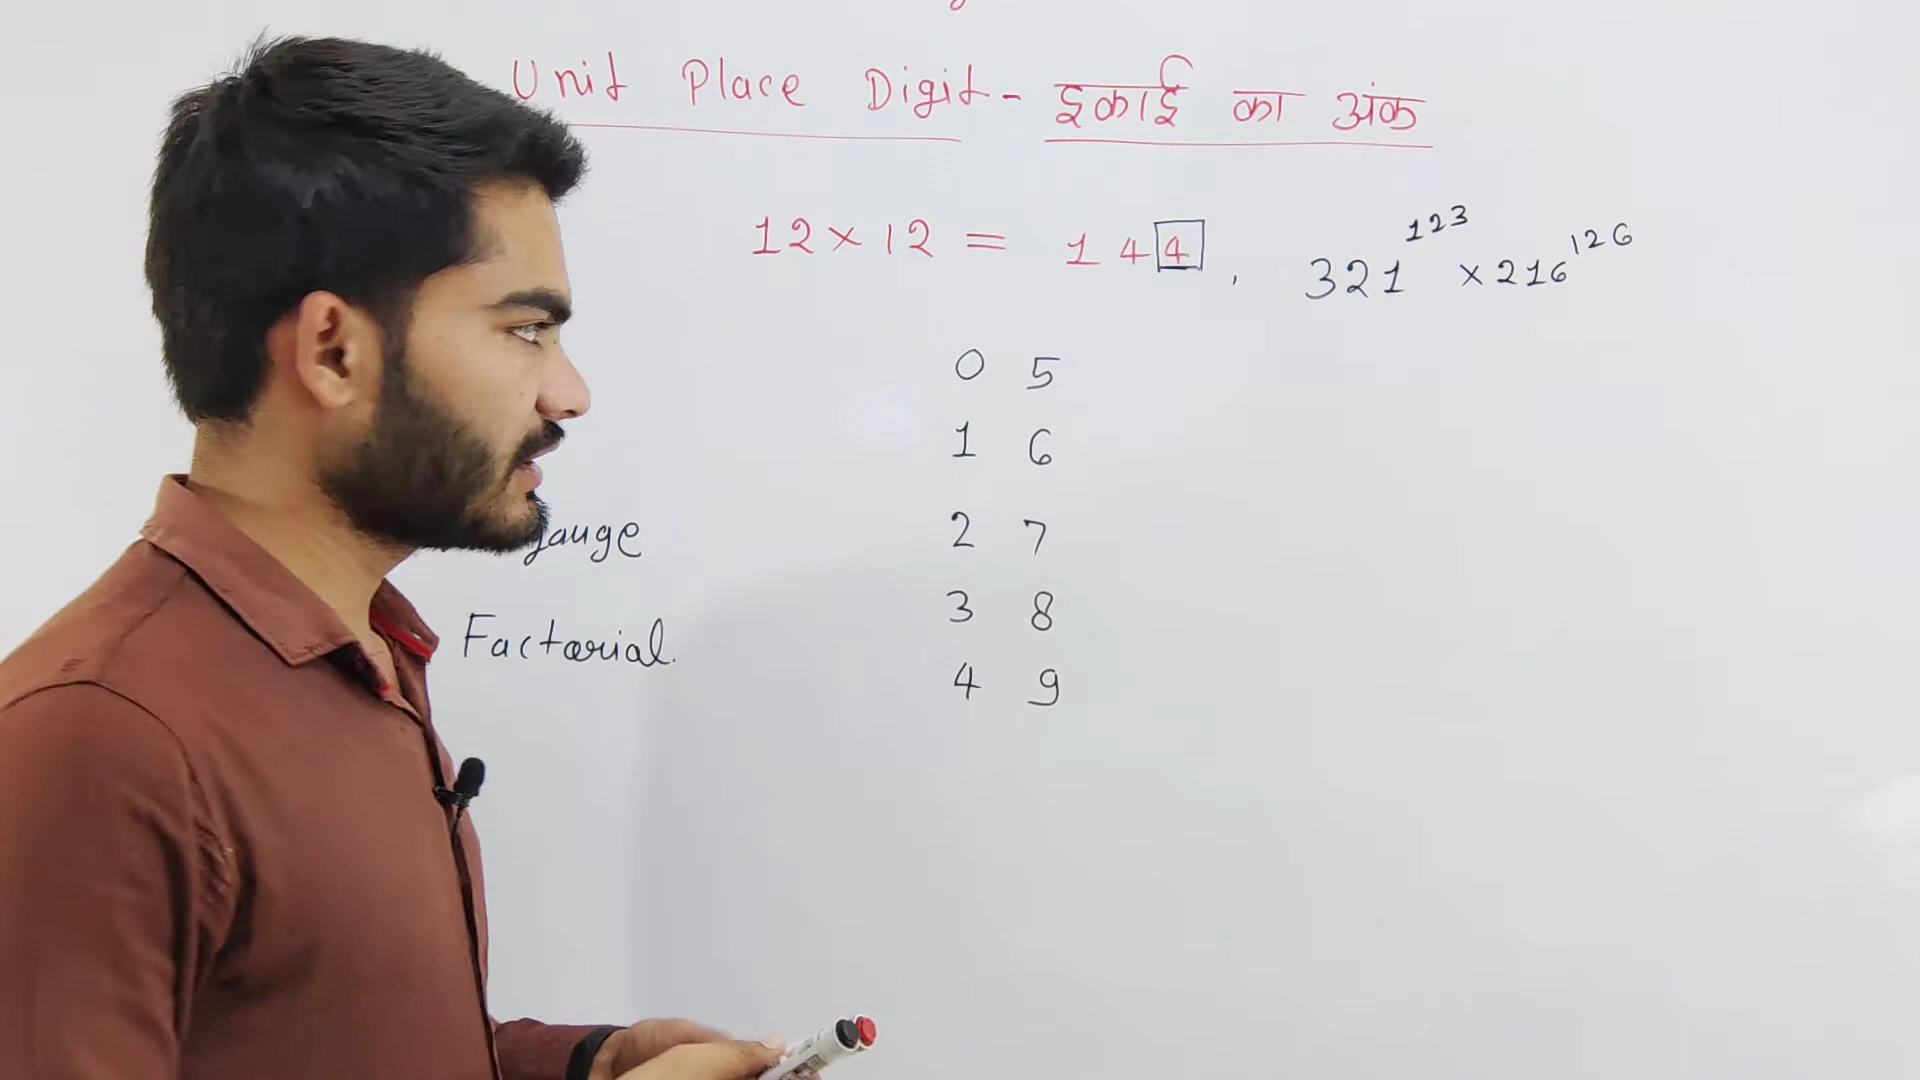 Unit Place Digit - इकाई का अंक
12 × 12 = 144 , 321^123 × 216^126
0 5
1 6
2 7
3 8
4 9
Factorial.